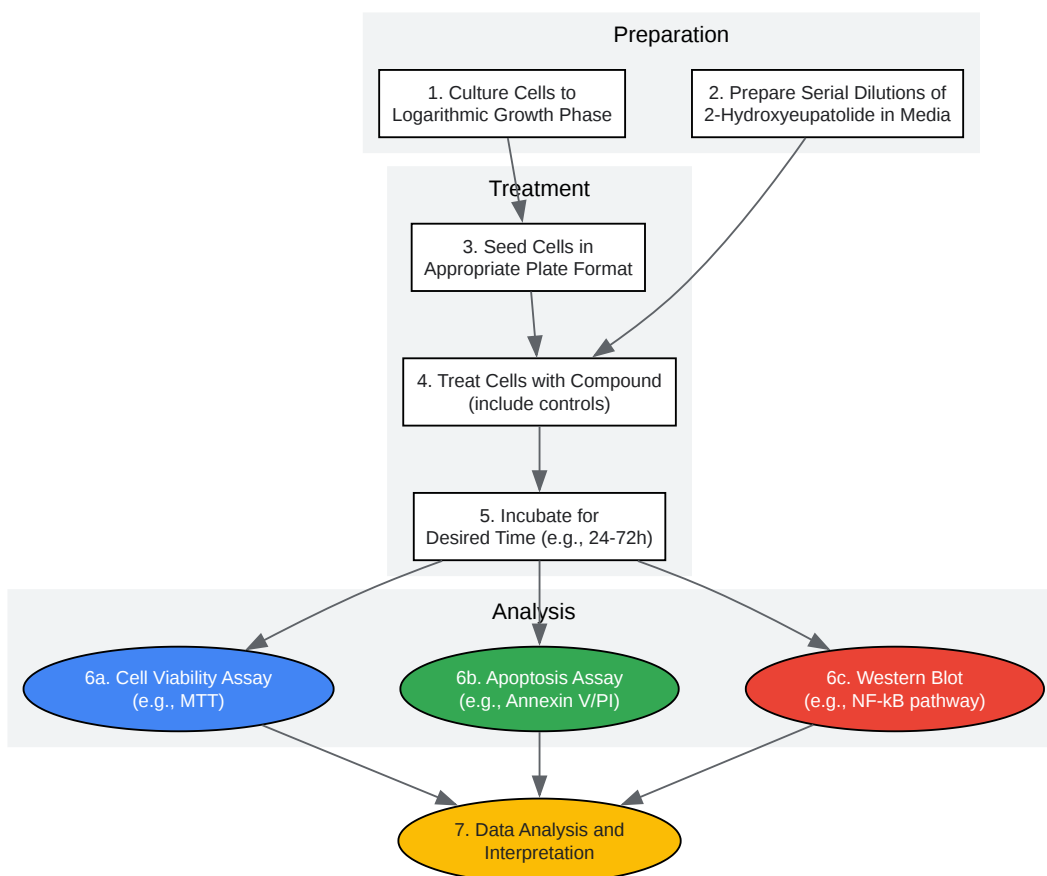 Preparation
1. Culture Cells to
Logarithmic Growth Phase
2. Prepare Serial Dilutions of
2-Hydroxyeupatolide in Media
Treatment
3. Seed Cells in
Appropriate Plate Format
4. Treat Cells with Compound
(include controls)
5. Incubate for
Desired Time (e.g., 24-72h)
Analysis
6a. Cell Viability Assay
(e.g., MTT)
6b. Apoptosis Assay
(e.g., Annexin V/PI)
6c. Western Blot
(e.g., NF-kB pathway)
7. Data Analysis and
Interpretation